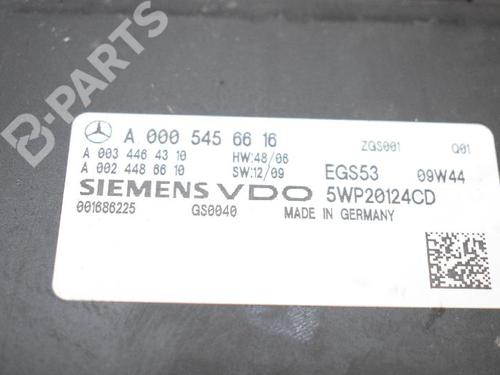 B-PARTS
A 000 545 66 16
ZGS001 Q01
A 003 446 43 10 HW:48/06
A 002 448 66 10 SW:12/09 EGS53 09W44
SIEMENS VDO 5WP20124CD
001686225 GS0040 MADE IN GERMANY